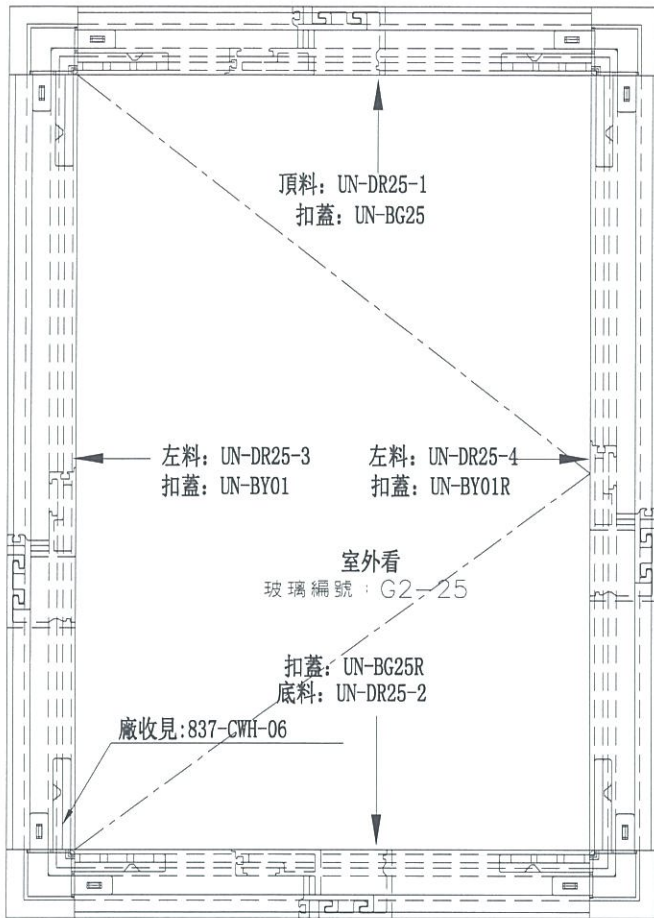 頂料: UN-DR25-1
扣蓋: UN-BG25
左料: UN-DR25-3
扣蓋: UN-BY01
左料: UN-DR25-4
扣蓋: UN-BY01R
室外看
玻璃編號 : G2-25
扣蓋: UN-BG25R
底料: UN-DR25-2
廠收見:837-CWH-06